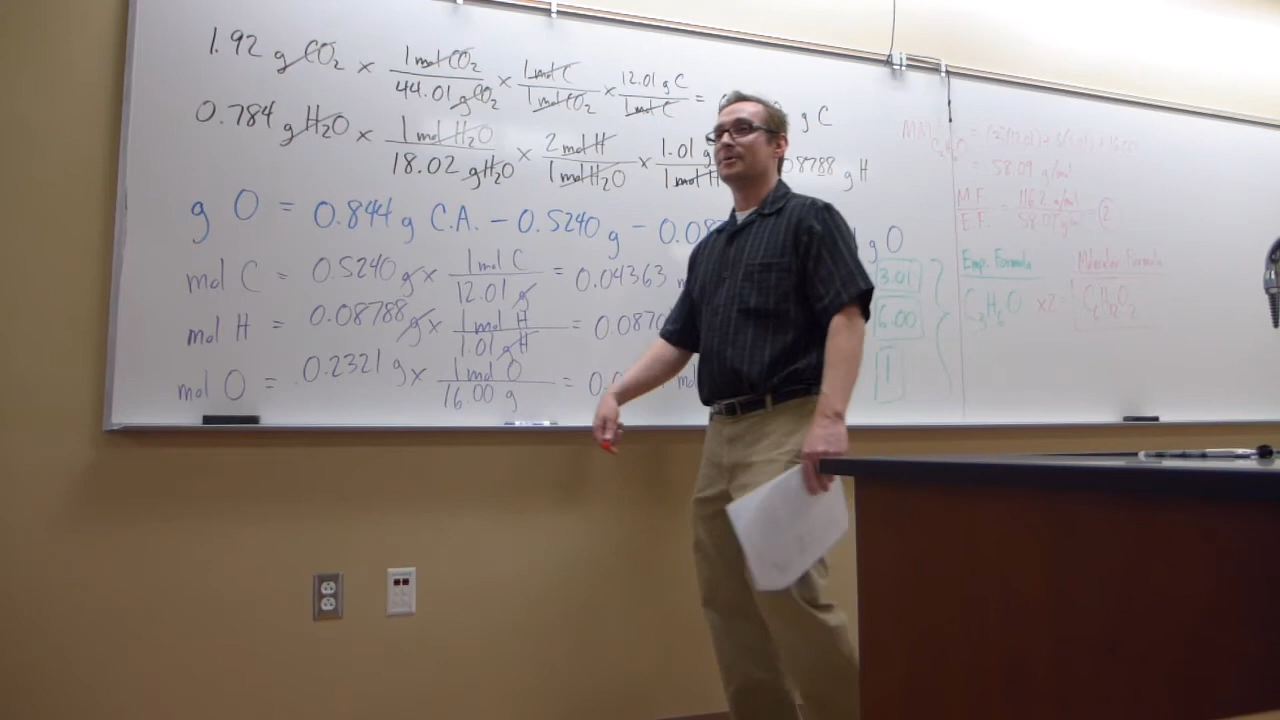 1.92 g CO₂ × 1 mol CO₂ / 44.01 g CO₂ × 1 mol C / 1 mol CO₂ × 12.01 g C / 1 mol C = g C
0.784 g H₂O × 1 mol H₂O / 18.02 g H₂O × 2 mol H / 1 mol H₂O × 1.01 g / 1 mol H 08788 g H
g O = 0.844 g C.A. – 0.5240 g – 0.08 g O
mol C = 0.5240 g × 1 mol C / 12.01 g = 0.04363 3.01
mol H = 0.08788 g × 1 mol H / 1.01 g H = 0.0870 6.00
mol O = 0.2321 g × 1 mol O / 16.00 g = 0.0 mol 1
= 58.09 g/mol
M.F. / E.F. = 116.2 g/mol / 58.09 g/mol = 2
Emp. Formula Molecular Formula
C₃H₆O ×2 = C₆H₁₂O₂